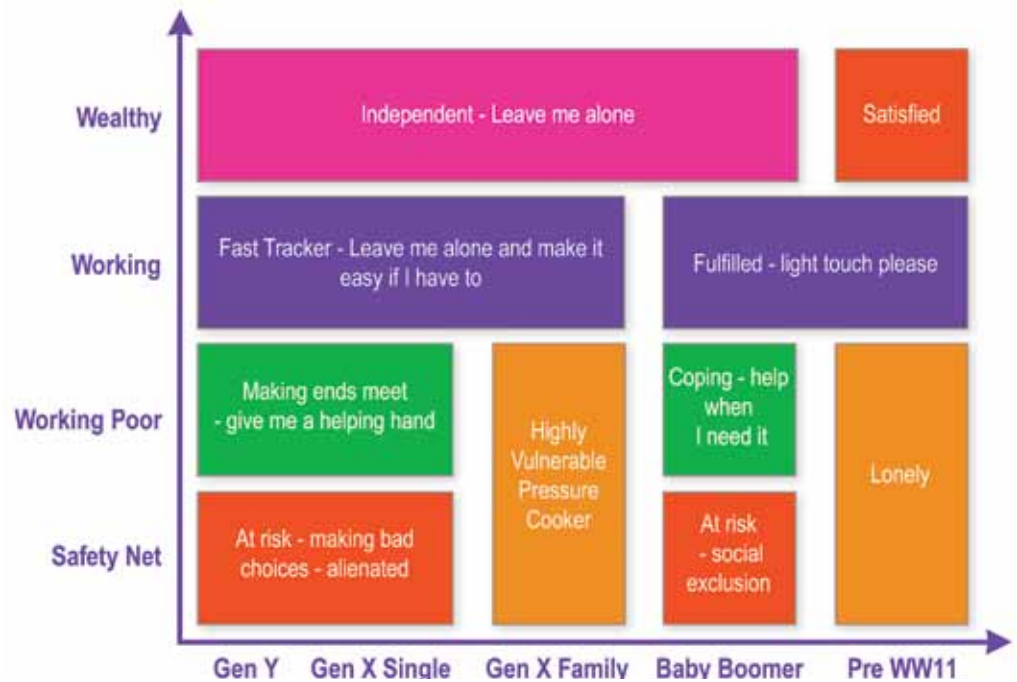 Wealthy
Independent - Leave me alone
Satisfied
Working
Fast Tracker - Leave me alone and make it
easy if I have to
Fulfilled - light touch please
Working Poor
Making ends meet
- give me a helping hand
Highly
Vulnerable
Pressure
Cooker
Coping - help
when
I need it
Lonely
Safety Net
At risk - making bad
choices - alienated
At risk
- social
exclusion
Gen Y
Gen X Single
Gen X Family
Baby Boomer
Pre WW11